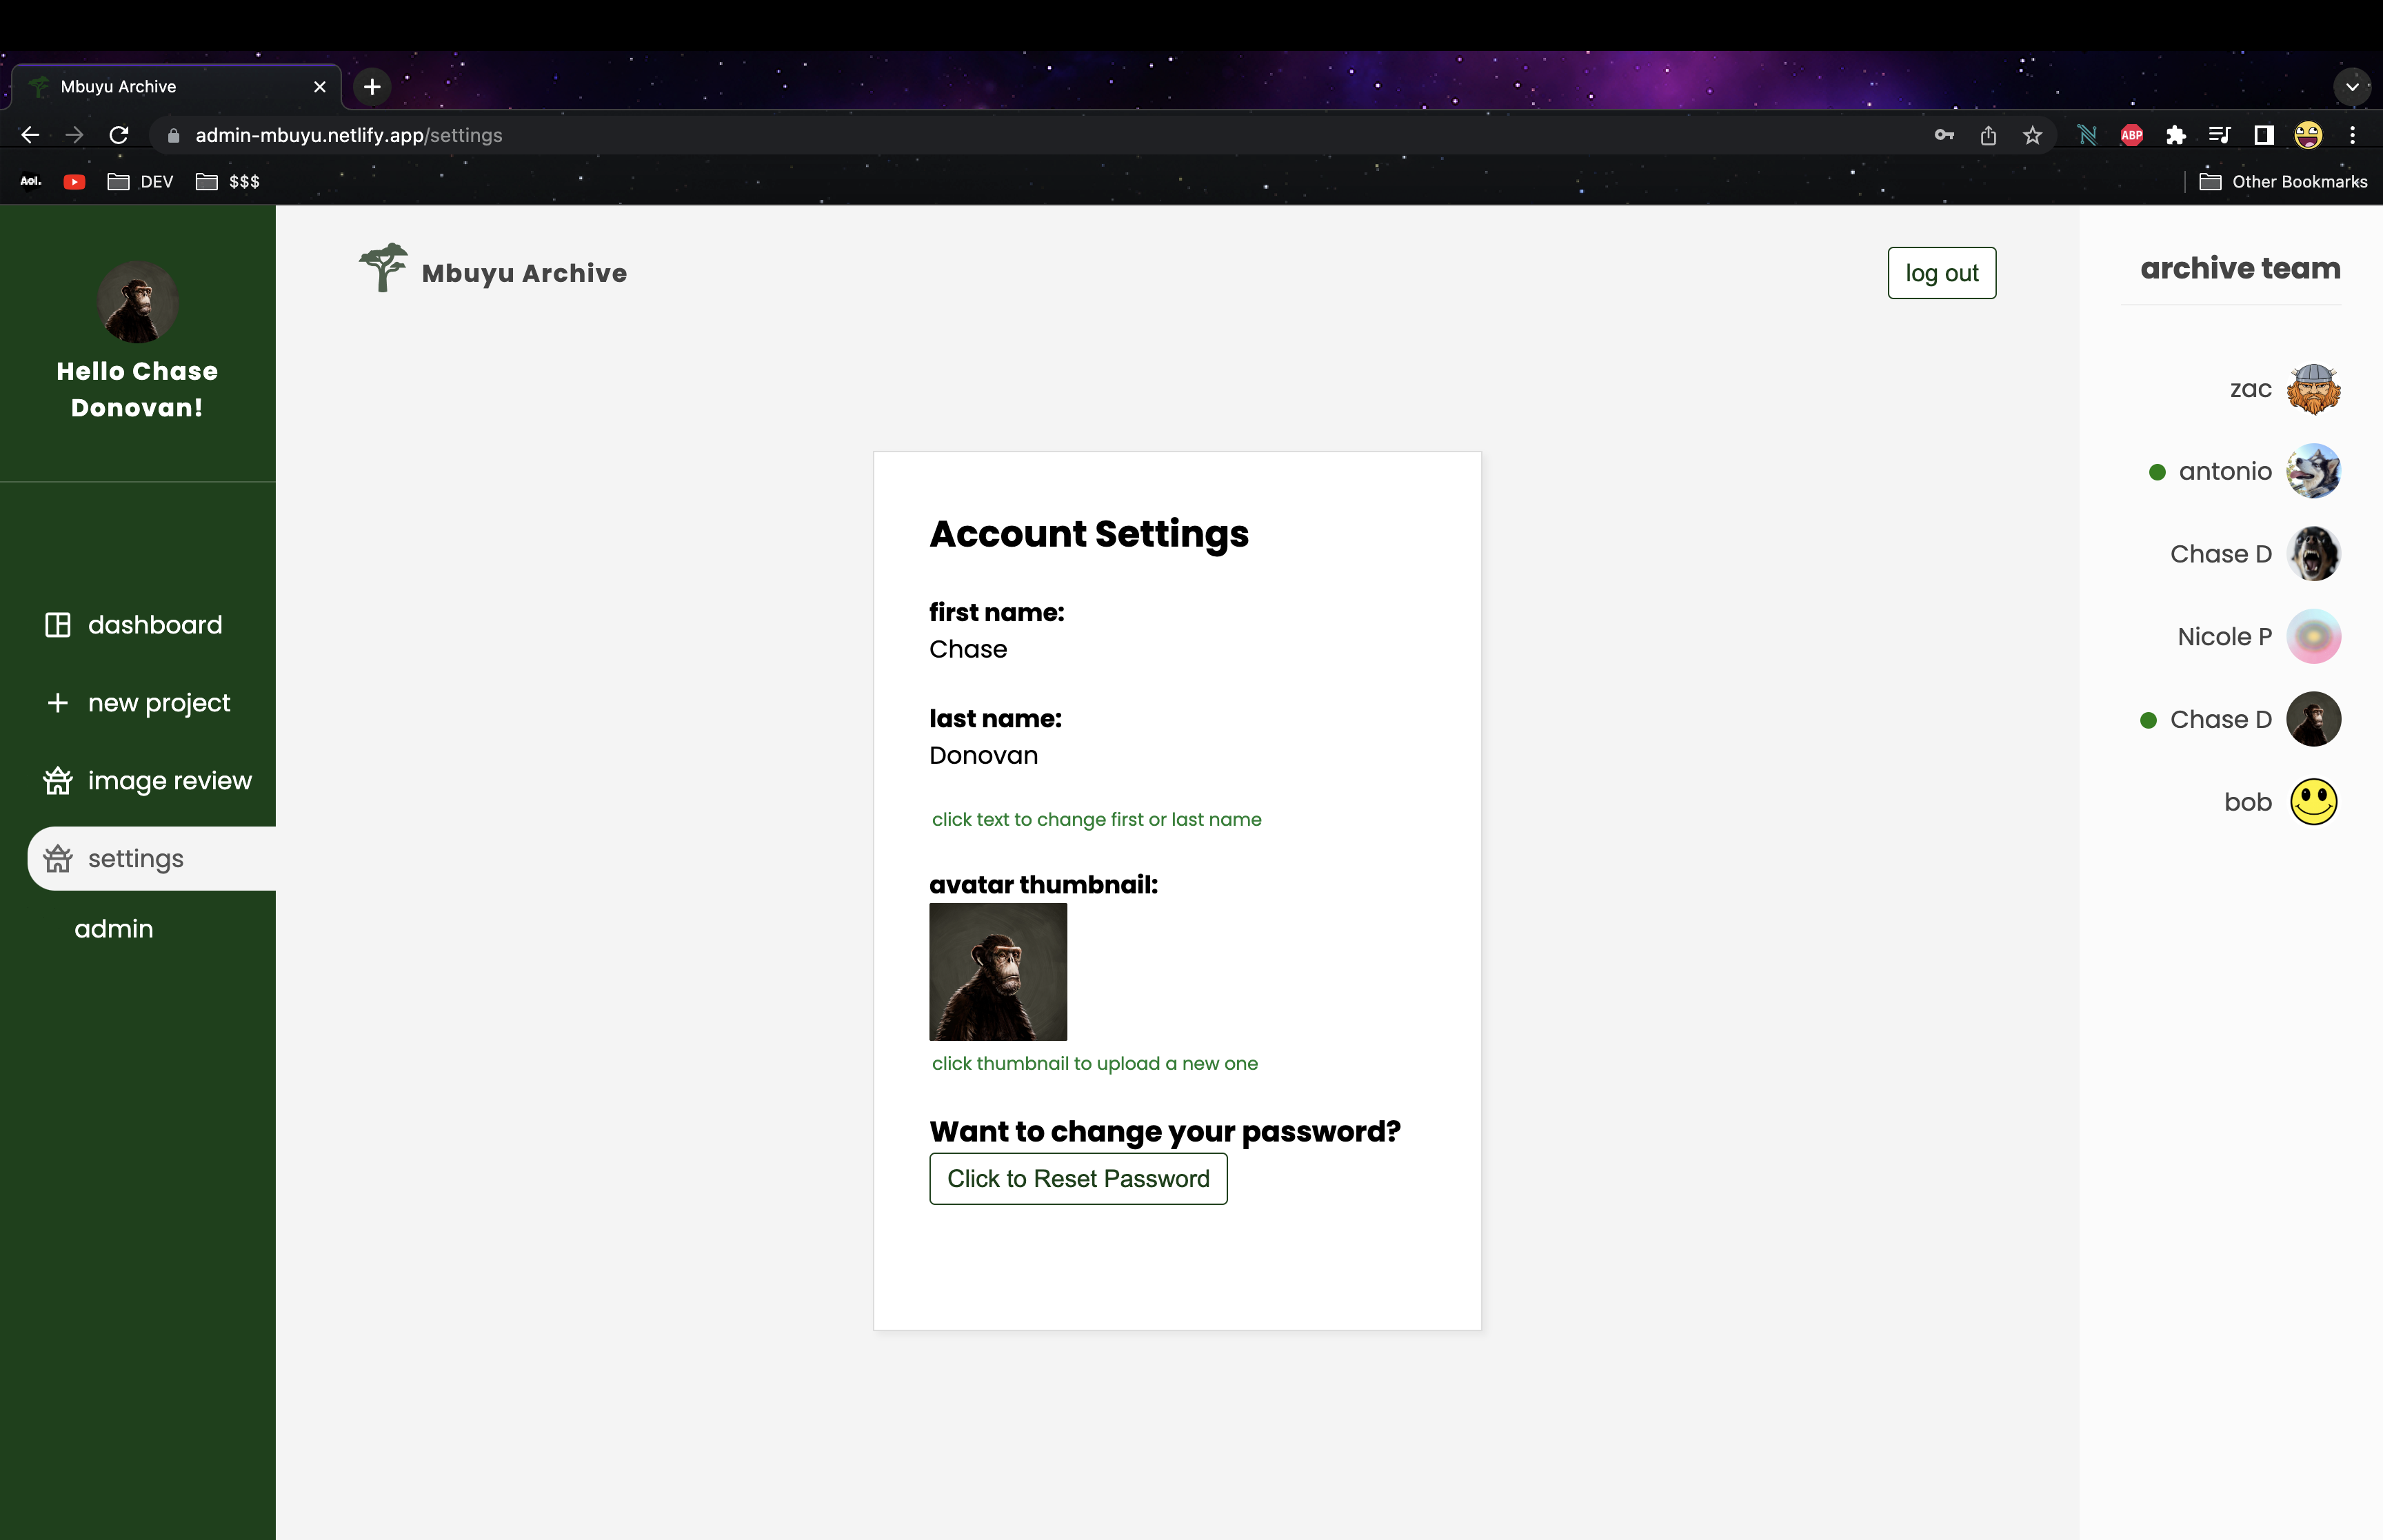 Mbuyu Archive
admin-mbuyu.netlify.app/settings
ABP
Aol.
DEV
$$$
Other Bookmarks
Hello Chase
Donovan!
dashboard
new project
image review
settings
admin
Mbuyu Archive
log out
Account Settings
first name:
Chase
last name:
Donovan
click text to change first or last name
avatar thumbnail:
click thumbnail to upload a new one
Want to change your password?
Click to Reset Password
archive team
zac
antonio
Chase D
Nicole P
Chase D
bob